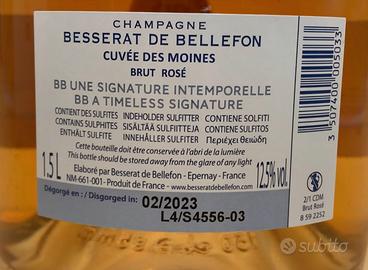 CHAMPAGNE
BESSERAT DE BELLEFON
CUVÉE DES MOINES
BRUT ROSÉ
BB UNE SIGNATURE INTEMPORELLE
BB A TIMELESS SIGNATURE
CONTIENT DES SULFITES INDEHOLDER SULFITTER CONTIENE SOLFITI
CONTAINS SULPHITES SISÄLTÄÄ SULFIITTEJA CONTIENE SULFITOS
ENTHÄLT SULFITE INNEHÅLLER SULFITER Περιέχει θειώδη
Cette bouteille doit être conservée à l'abri de la lumière
This bottle should be stored away from the glare of any light
1.5 L
Elaboré par Besserat de Bellefon - Epernay - France
NM-661-001 - Produit de France - www.besseratdebellefon.com
12.5% vol.
Dégorgé en : / Disgorged in: 02/2023
L4/S4556-03
3 507400 005033
2/1 CDM
Brut Rosé
B 59 2252
subito